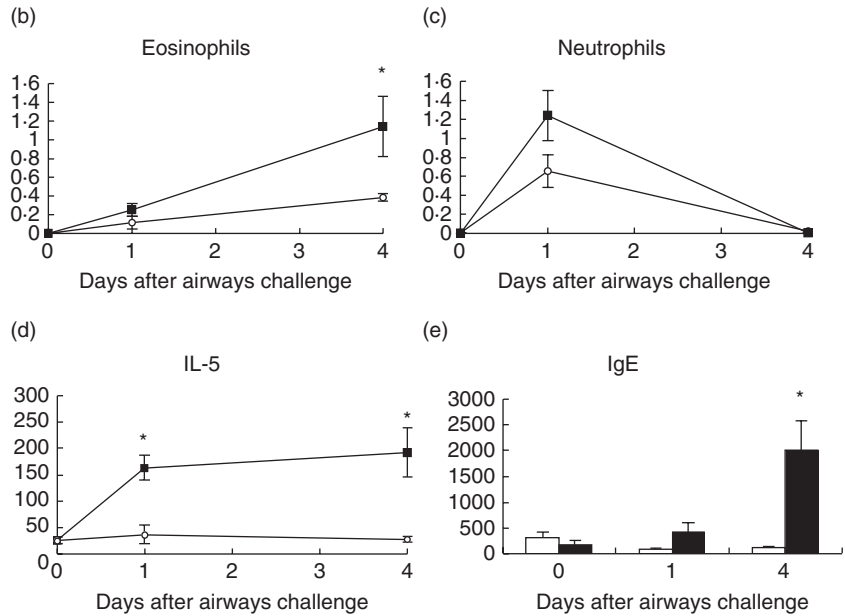 (b)
Eosinophils
*
1·6
1·4
1·2
1
0·8
0·6
0·4
0·2
0
0 1 2 3 4
Days after airways challenge
(c)
Neutrophils
1·6
1·4
1·2
1
0·8
0·6
0·4
0·2
0
0 1 2 3 4
Days after airways challenge
(d)
IL-5
300
250
200
150
100
50
0
* *
0 1 2 3 4
Days after airways challenge
(e)
IgE
3000
2500
2000
1500
1000
500
0
*
0 1 4
Days after airways challenge